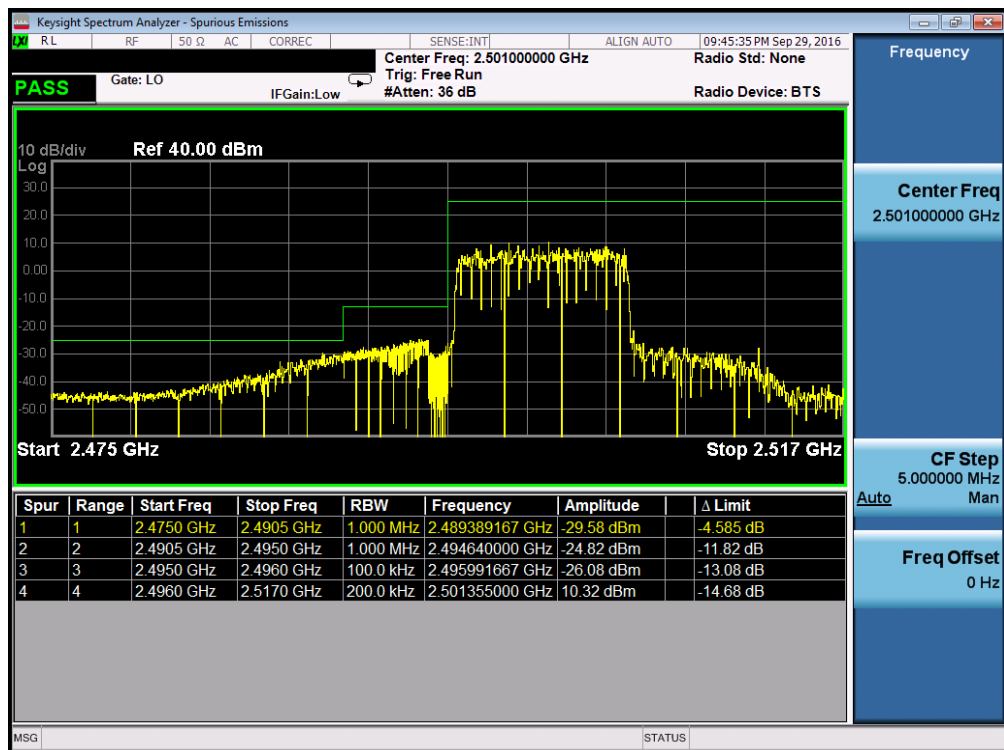 Keysight Spectrum Analyzer - Spurious Emissions
LXI RL RF 50 Ω AC CORREC SENSE:INT ALIGN AUTO 09:45:35 PM Sep 29, 2016
Center Freq: 2.501000000 GHz Radio Std: None
Gate: LO Trig: Free Run
PASS IFGain:Low #Atten: 36 dB Radio Device: BTS
10 dB/div Ref 40.00 dBm
Log
30.0
20.0
10.0
0.00
-10.0
-20.0
-30.0
-40.0
-50.0
Start 2.475 GHz Stop 2.517 GHz
Spur Range Start Freq Stop Freq RBW Frequency Amplitude Δ Limit
1 1 2.4750 GHz 2.4905 GHz 1.000 MHz 2.489389167 GHz -29.58 dBm -4.585 dB
2 2 2.4905 GHz 2.4950 GHz 1.000 MHz 2.494640000 GHz -24.82 dBm -11.82 dB
3 3 2.4950 GHz 2.4960 GHz 100.0 kHz 2.495991667 GHz -26.08 dBm -13.08 dB
4 4 2.4960 GHz 2.5170 GHz 200.0 kHz 2.501355000 GHz 10.32 dBm -14.68 dB
MSG STATUS
Frequency
Center Freq
2.501000000 GHz
CF Step
5.000000 MHz
Auto Man
Freq Offset
0 Hz